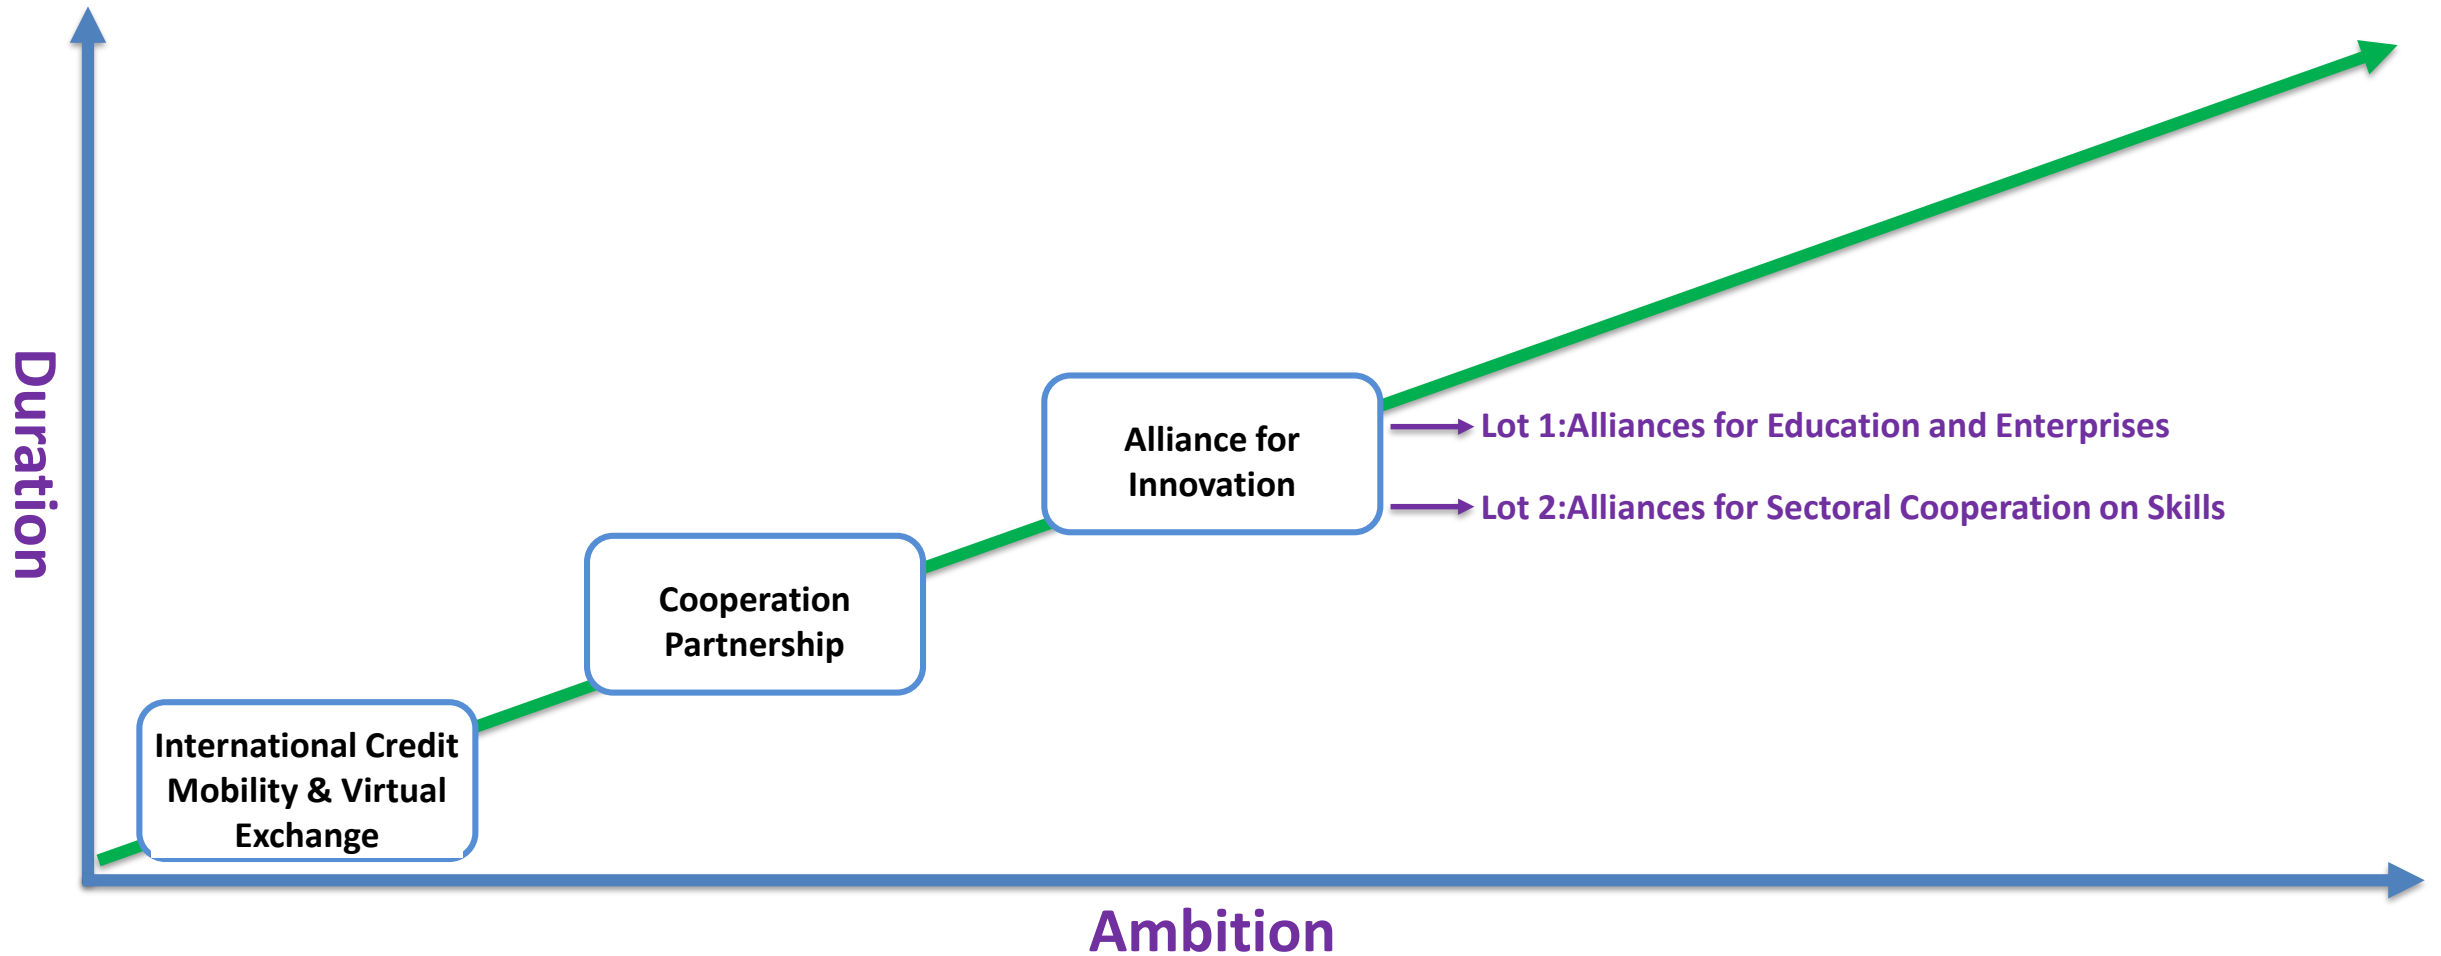 Duration
Alliance for
Innovation
Lot 1:Alliances for Education and Enterprises
Lot 2:Alliances for Sectoral Cooperation on Skills
Cooperation
Partnership
International Credit
Mobility & Virtual
Exchange
Ambition